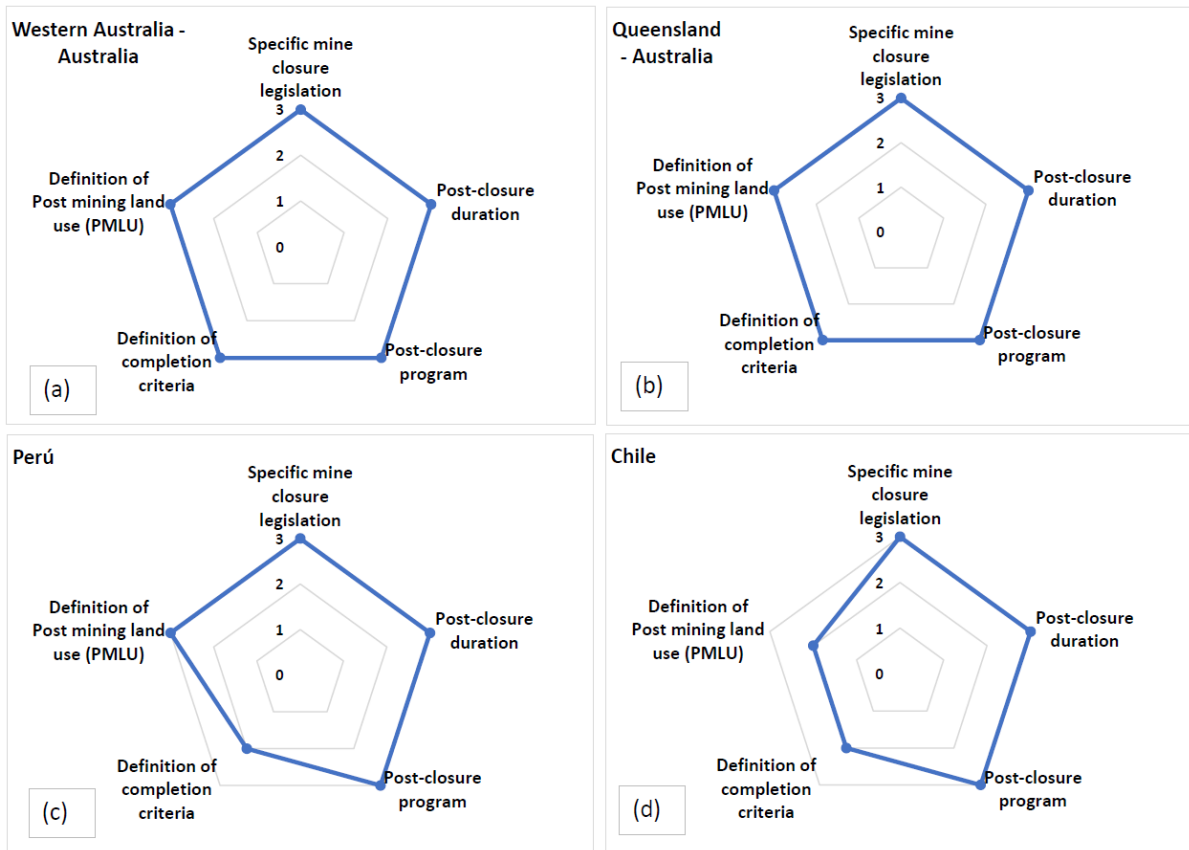 Western Australia -
Australia
Specific mine
closure
legislation
3
2
1
0
Post-closure
duration
Post-closure
program
Definition of
completion
criteria
Definition of
Post mining land
use (PMLU)
(a)
Queensland
- Australia
Specific mine
closure
legislation
3
2
1
0
Post-closure
duration
Post-closure
program
Definition of
completion
criteria
Definition of
Post mining land
use (PMLU)
(b)
Perú
Specific mine
closure
legislation
3
2
1
0
Post-closure
duration
Post-closure
program
Definition of
completion
criteria
Definition of
Post mining land
use (PMLU)
(c)
Chile
Specific mine
closure
legislation
3
2
1
0
Post-closure
duration
Post-closure
program
Definition of
completion
criteria
Definition of
Post mining land
use (PMLU)
(d)